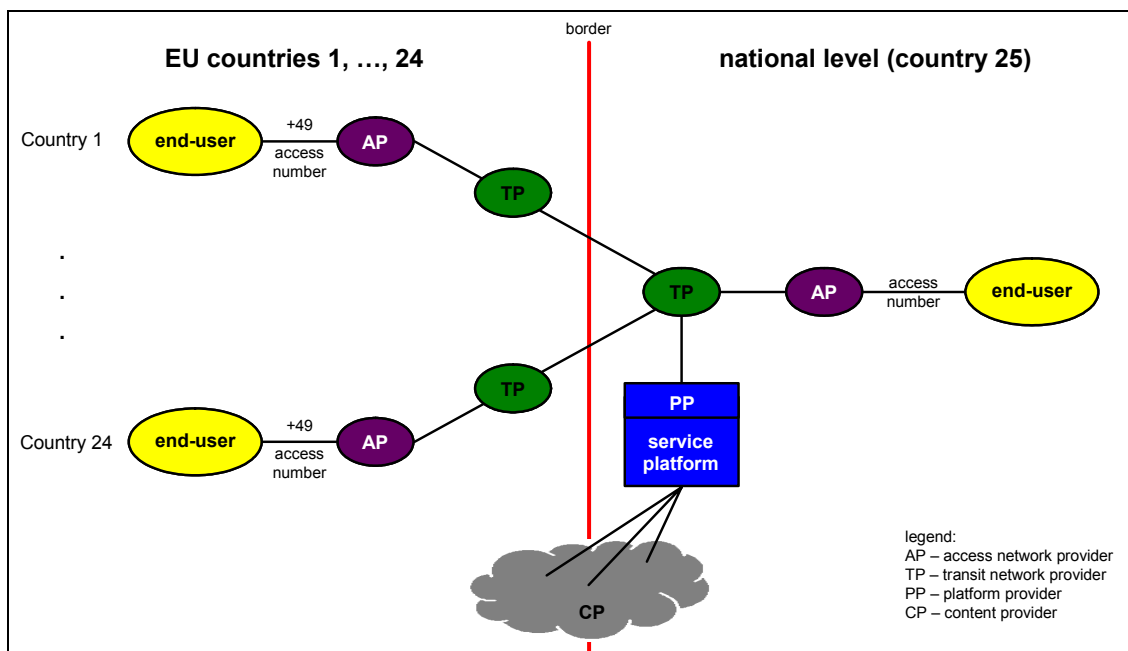 border
EU countries 1, …, 24
national level (country 25)
Country 1
end-user
+49
access
number
AP
TP
.
.
.
TP
AP
access
number
end-user
TP
Country 24
end-user
+49
access
number
AP
PP
service
platform
CP
legend:
AP – access network provider
TP – transit network provider
PP – platform provider
CP – content provider